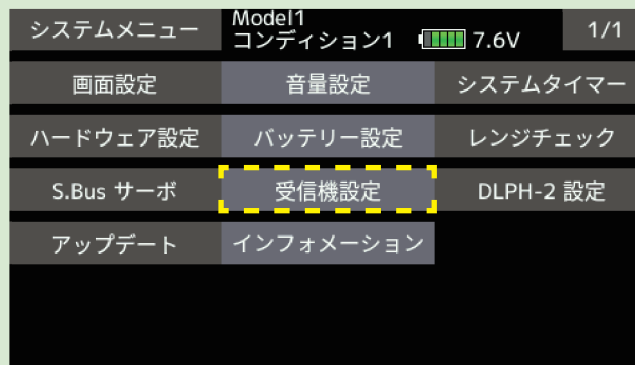 システムメニュー Model1 1/1
コンディション1 7.6V
画面設定 音量設定 システムタイマー
ハードウェア設定 バッテリー設定 レンジチェック
S.Bus サーボ 受信機設定 DLPH-2 設定
アップデート インフォメーション